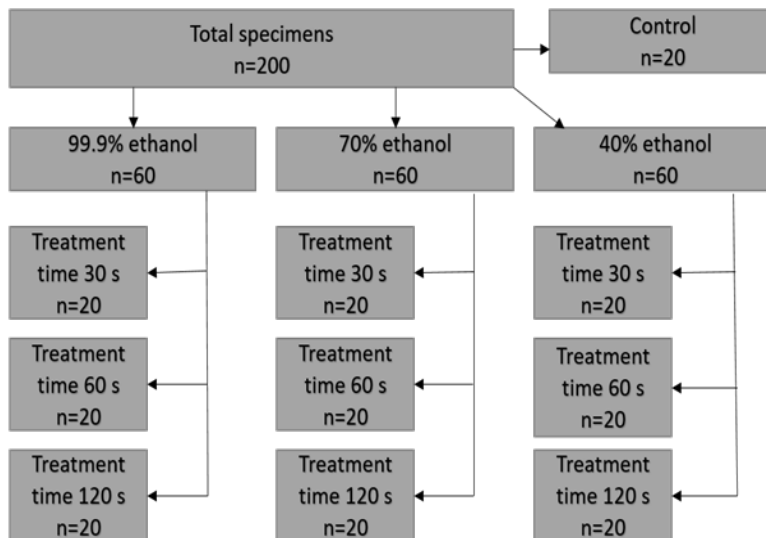 Total specimens
n=200
Control
n=20
99.9% ethanol
n=60
70% ethanol
n=60
40% ethanol
n=60
Treatment
time 30 s
n=20
Treatment
time 30 s
n=20
Treatment
time 30 s
n=20
Treatment
time 60 s
n=20
Treatment
time 60 s
n=20
Treatment
time 60 s
n=20
Treatment
time 120 s
n=20
Treatment
time 120 s
n=20
Treatment
time 120 s
n=20